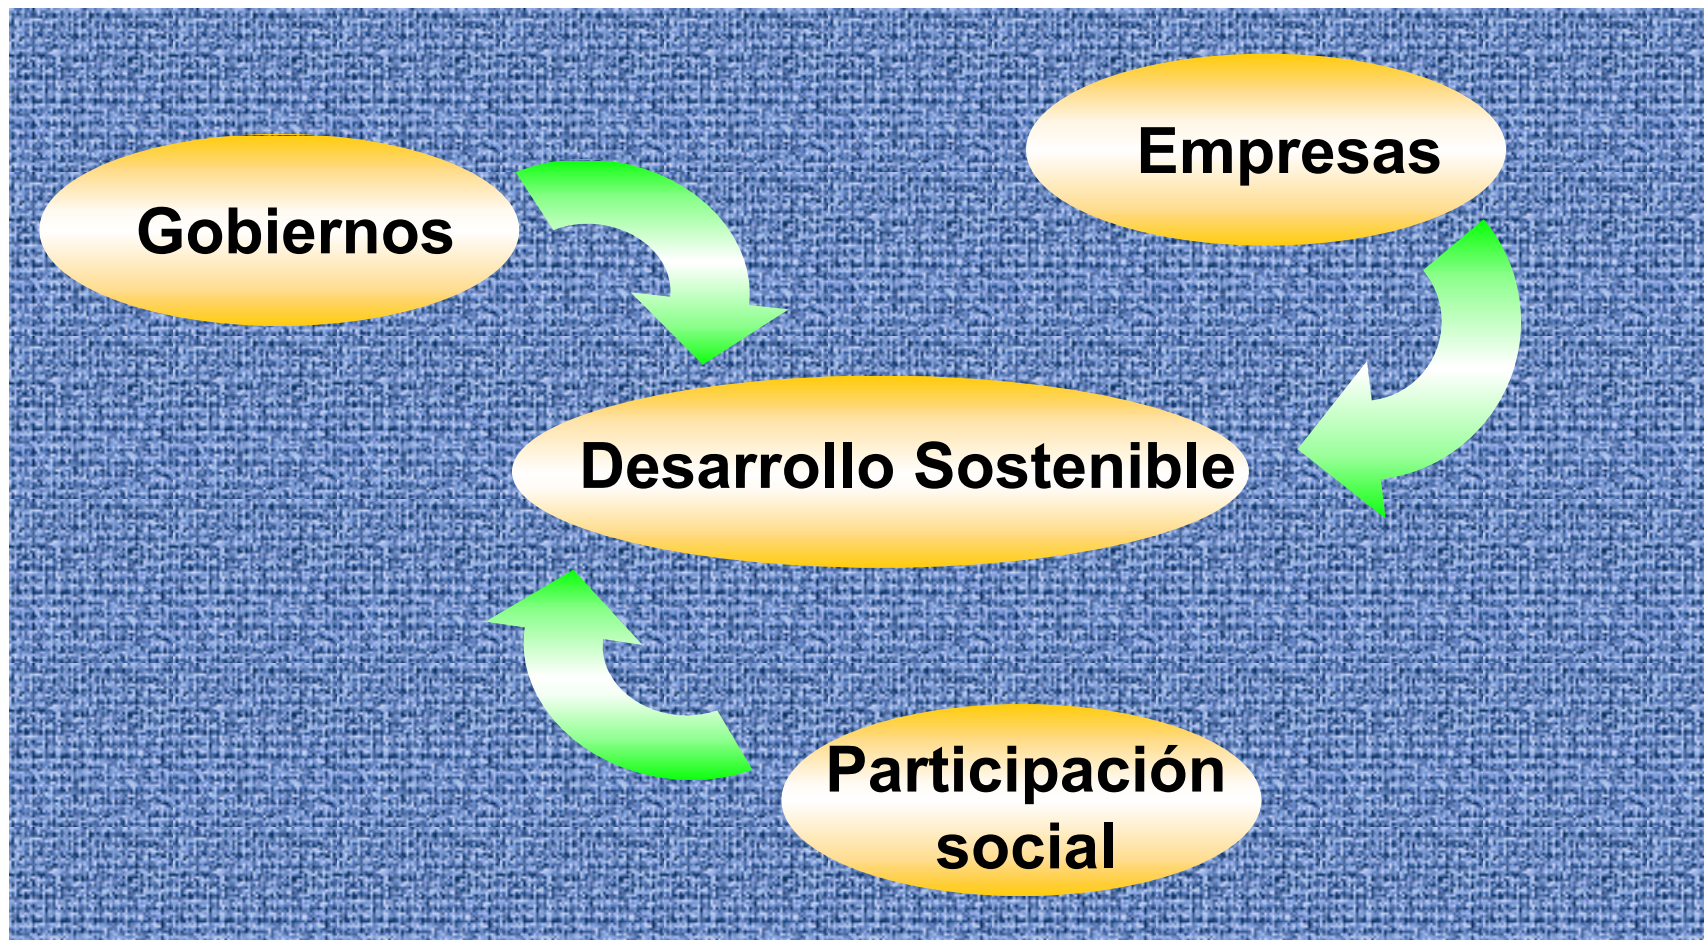 Empresas
Gobiernos
Desarrollo Sostenible
Participación
social